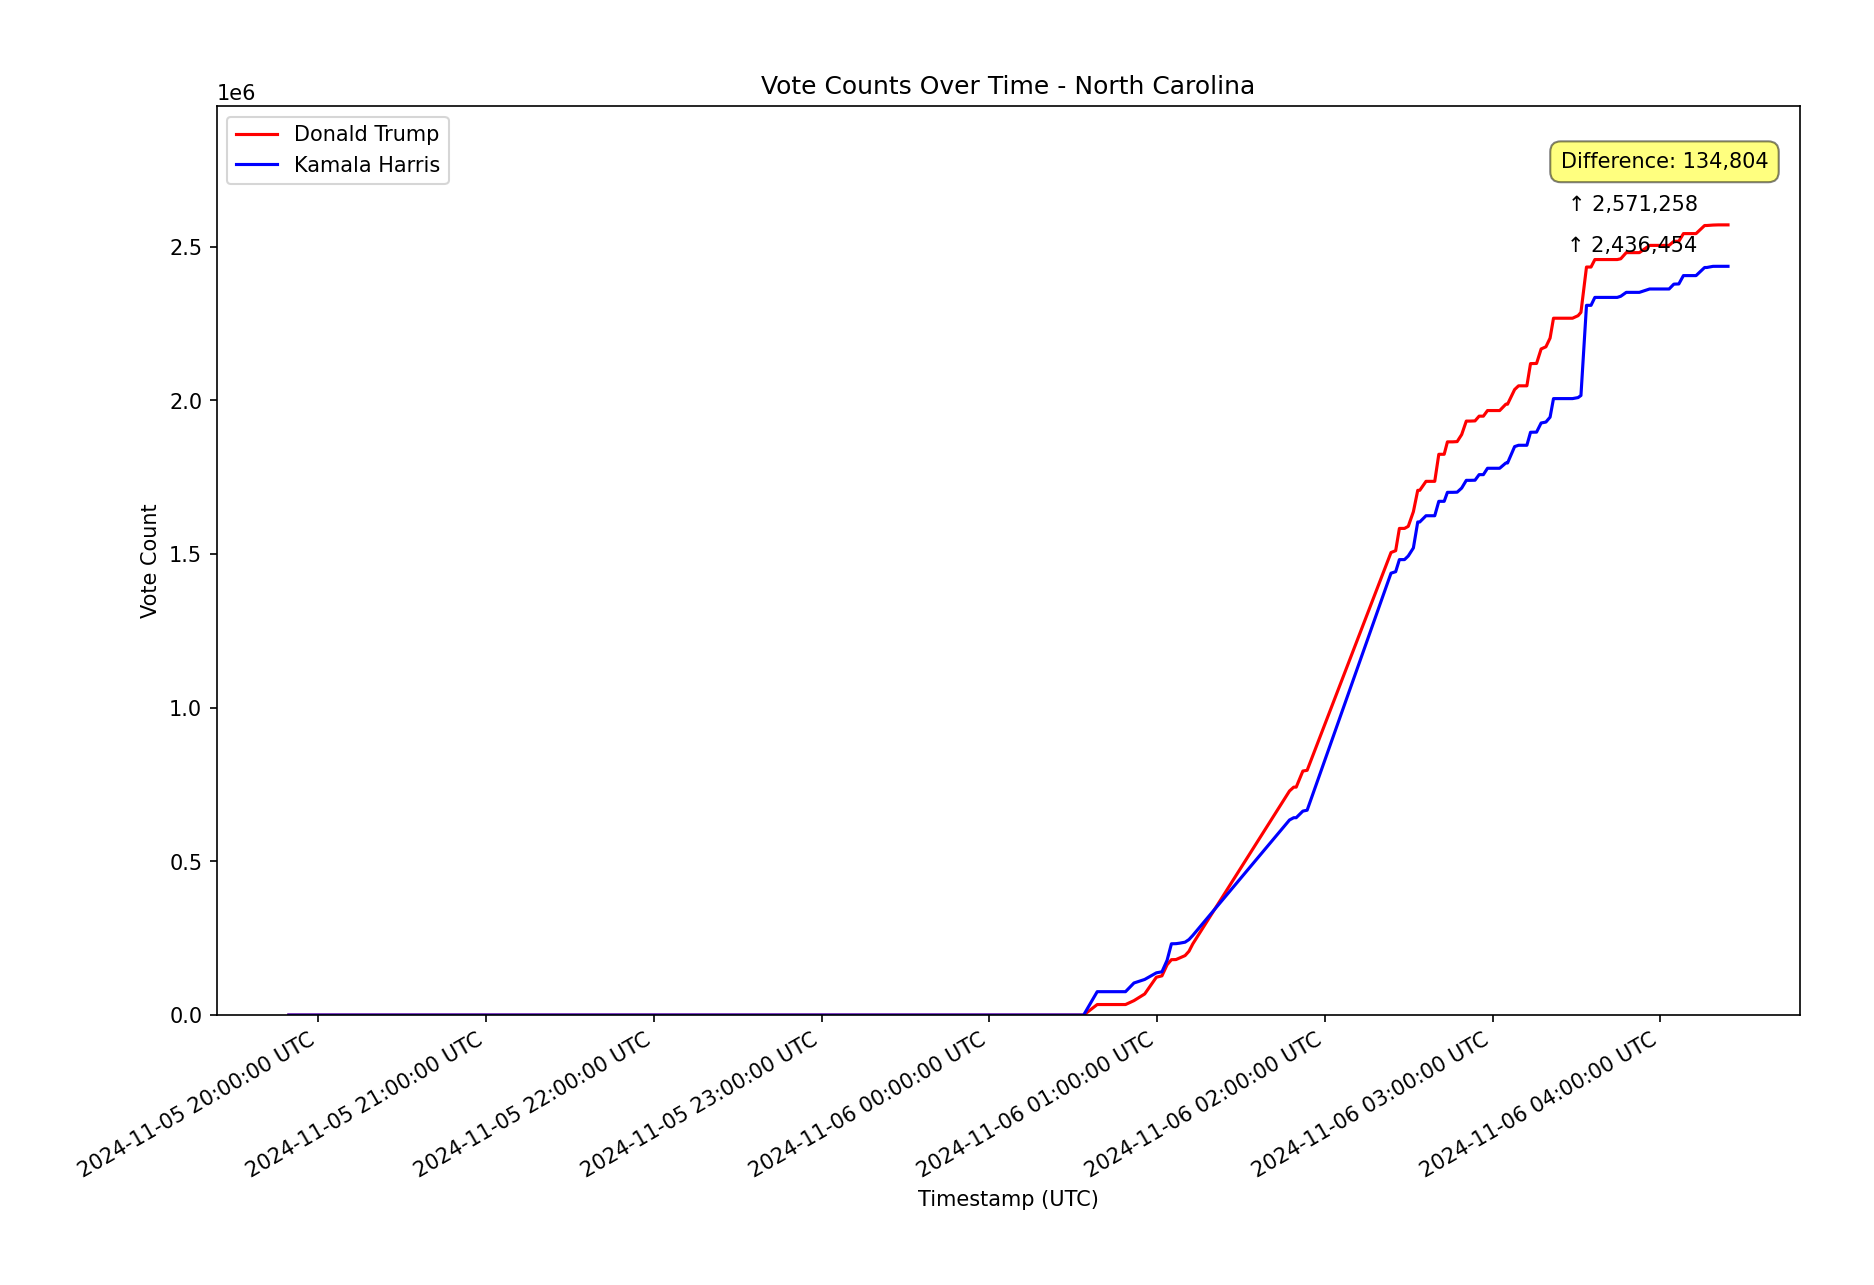 Vote Counts Over Time - North Carolina
1e6
Donald Trump
Kamala Harris
Difference: 134,804
↑ 2,571,258
↑ 2,436,454
2.5
2.0
1.5
1.0
0.5
0.0
Vote Count
2024-11-05 20:00:00 UTC
2024-11-05 21:00:00 UTC
2024-11-05 22:00:00 UTC
2024-11-05 23:00:00 UTC
2024-11-06 00:00:00 UTC
2024-11-06 01:00:00 UTC
2024-11-06 02:00:00 UTC
2024-11-06 03:00:00 UTC
2024-11-06 04:00:00 UTC
Timestamp (UTC)